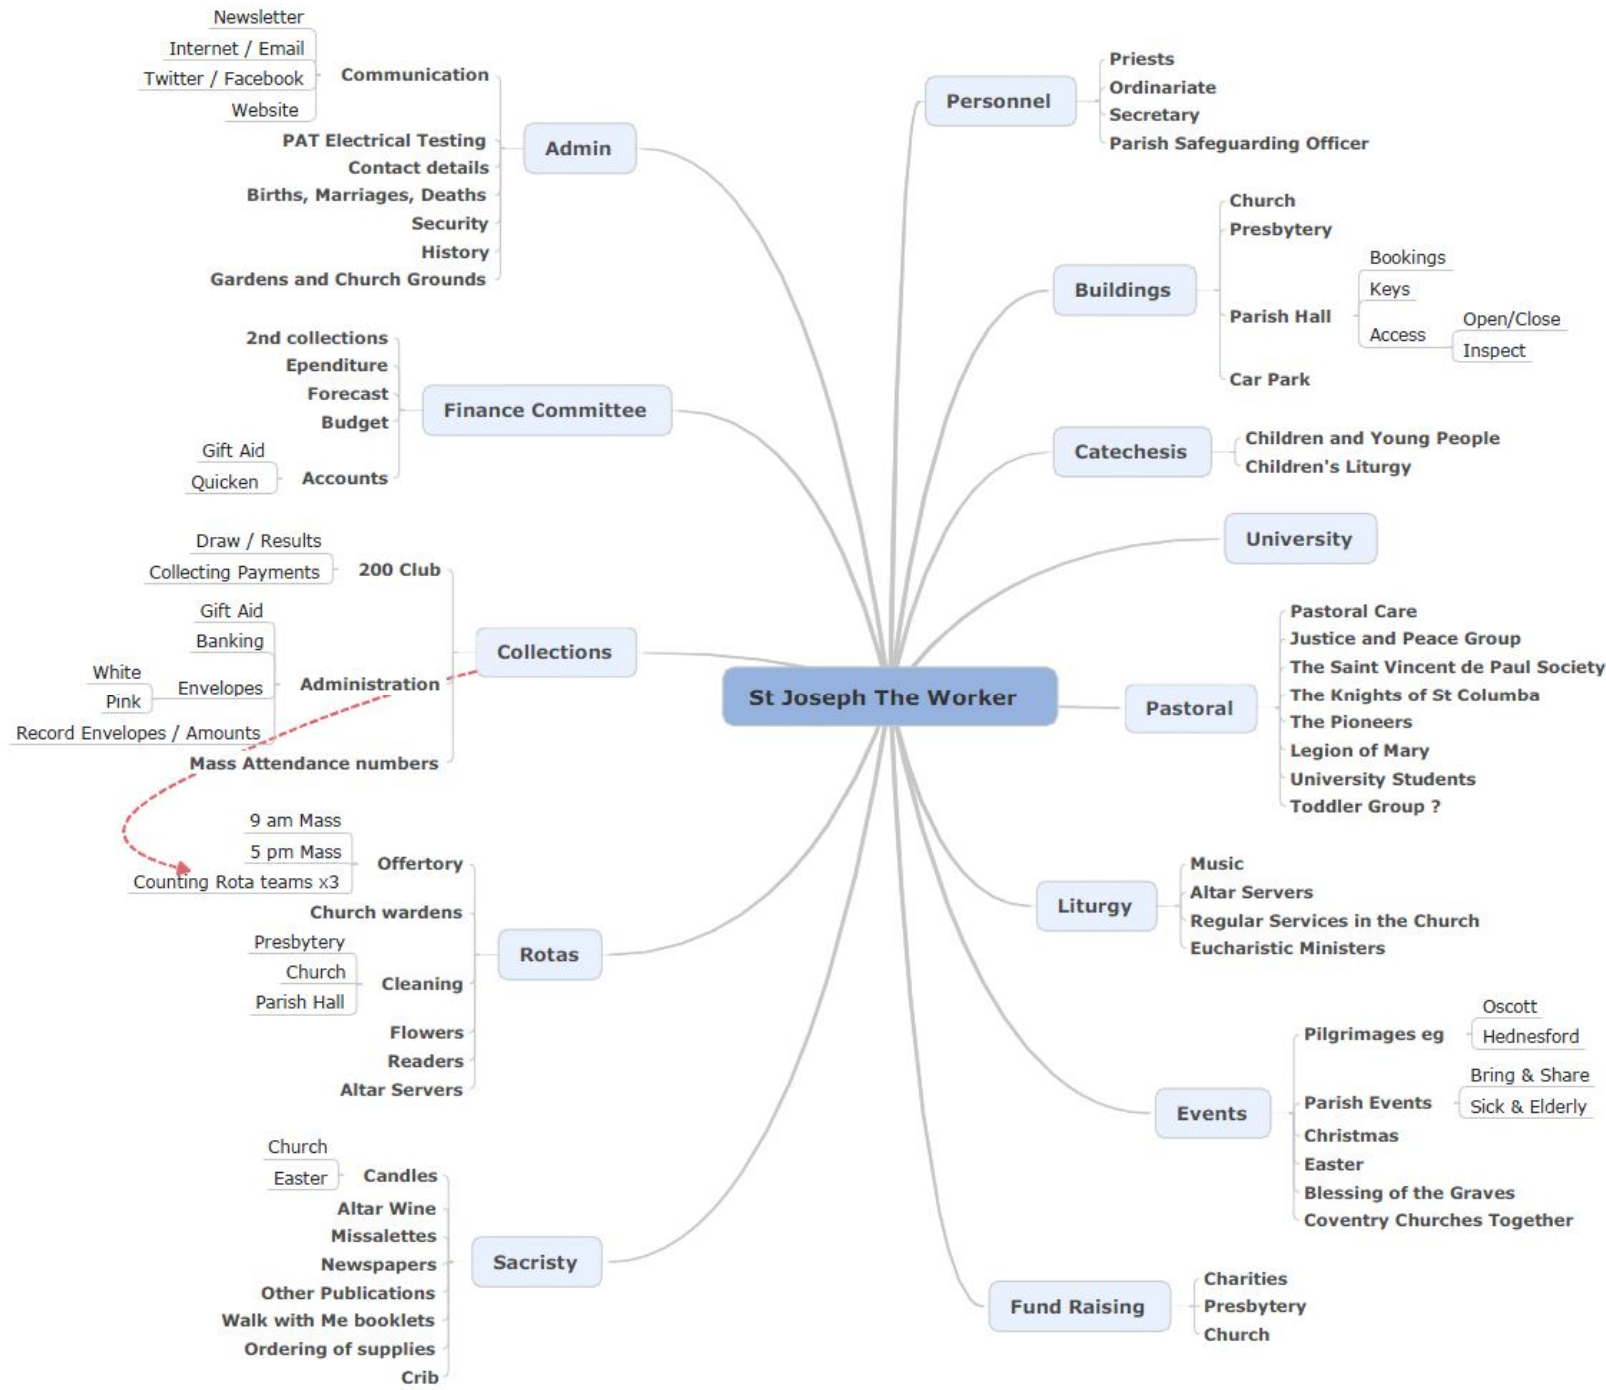 Newsletter
Internet / Email
Twitter / Facebook
Website
Communication
PAT Electrical Testing
Contact details
Births, Marriages, Deaths
Security
History
Gardens and Church Grounds
Admin
2nd collections
Ependiture
Forecast
Budget
Gift Aid
Quicken
Accounts
Finance Committee
Draw / Results
Collecting Payments
200 Club
Gift Aid
Banking
White
Pink
Envelopes
Record Envelopes / Amounts
Administration
Mass Attendance numbers
Collections
9 am Mass
5 pm Mass
Counting Rota teams x3
Offertory
Church wardens
Presbytery
Church
Parish Hall
Cleaning
Flowers
Readers
Altar Servers
Rotas
Church
Easter
Candles
Altar Wine
Missalettes
Newspapers
Other Publications
Walk with Me booklets
Ordering of supplies
Crib
Sacristy
St Joseph The Worker
Personnel
Priests
Ordinariate
Secretary
Parish Safeguarding Officer
Buildings
Church
Presbytery
Parish Hall
Bookings
Keys
Access
Open/Close
Inspect
Car Park
Catechesis
Children and Young People
Children's Liturgy
University
Pastoral
Pastoral Care
Justice and Peace Group
The Saint Vincent de Paul Society
The Knights of St Columba
The Pioneers
Legion of Mary
University Students
Toddler Group ?
Liturgy
Music
Altar Servers
Regular Services in the Church
Eucharistic Ministers
Events
Pilgrimages eg
Oscott
Hednesford
Parish Events
Bring & Share
Sick & Elderly
Christmas
Easter
Blessing of the Graves
Coventry Churches Together
Fund Raising
Charities
Presbytery
Church